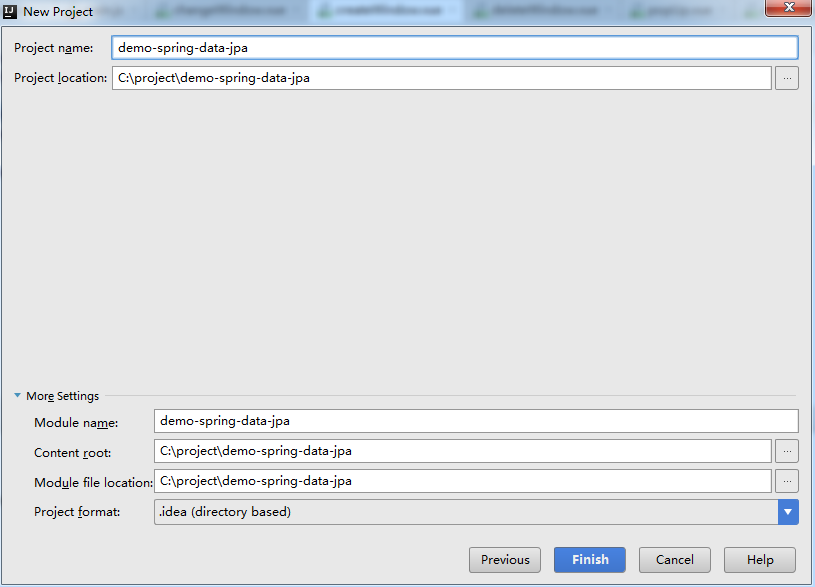 New Project
Project name: demo-spring-data-jpa
Project location: C:\project\demo-spring-data-jpa ...
More Settings
Module name: demo-spring-data-jpa
Content root: C:\project\demo-spring-data-jpa ...
Module file location: C:\project\demo-spring-data-jpa ...
Project format: .idea (directory based)
Previous Finish Cancel Help